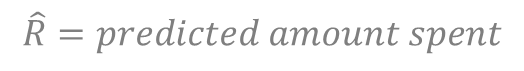 R̂ = predicted amount spent